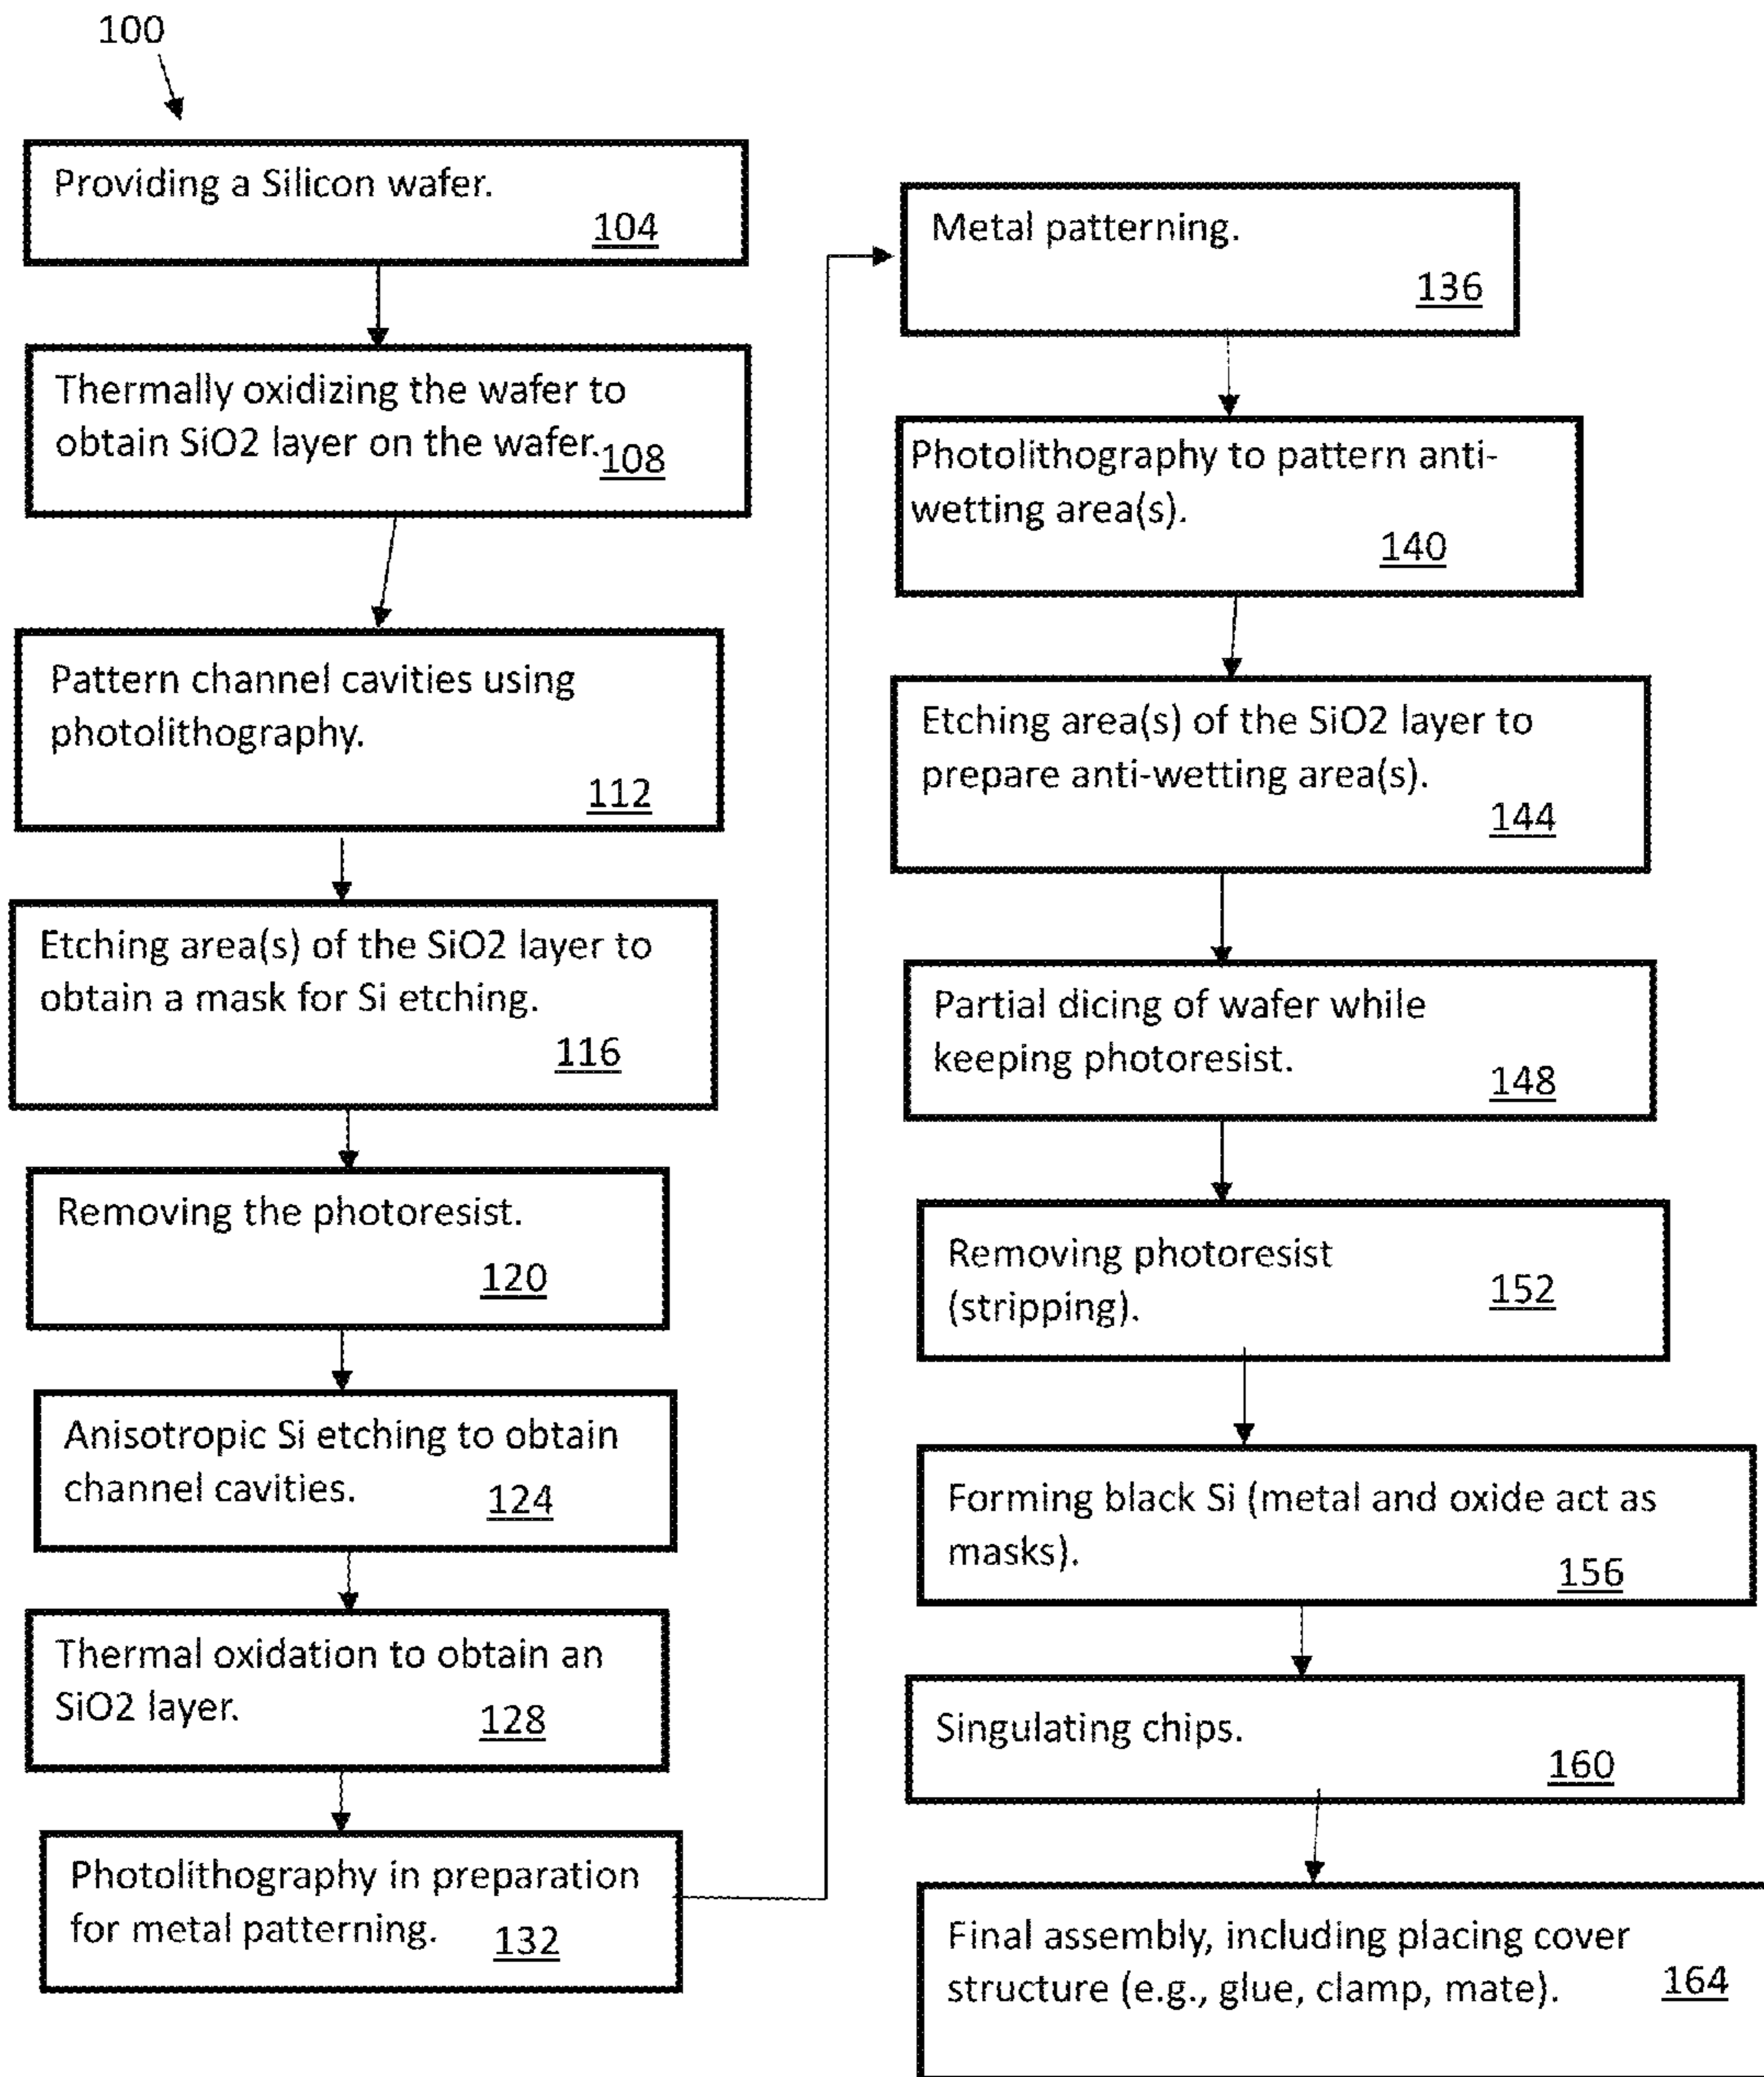 100
Providing a Silicon wafer.
104
Thermally oxidizing the wafer to
obtain SiO2 layer on the wafer.
108
Pattern channel cavities using
photolithography.
112
Etching area(s) of the SiO2 layer to
obtain a mask for Si etching.
116
Removing the photoresist.
120
Anisotropic Si etching to obtain
channel cavities.
124
Thermal oxidation to obtain an
SiO2 layer.
128
Photolithography in preparation
for metal patterning.
132
Metal patterning.
136
Photolithography to pattern anti-
wetting area(s).
140
Etching area(s) of the SiO2 layer to
prepare anti-wetting area(s).
144
Partial dicing of wafer while
keeping photoresist.
148
Removing photoresist
(stripping).
152
Forming black Si (metal and oxide act as
masks).
156
Singulating chips.
160
Final assembly, including placing cover
structure (e.g., glue, clamp, mate).
164